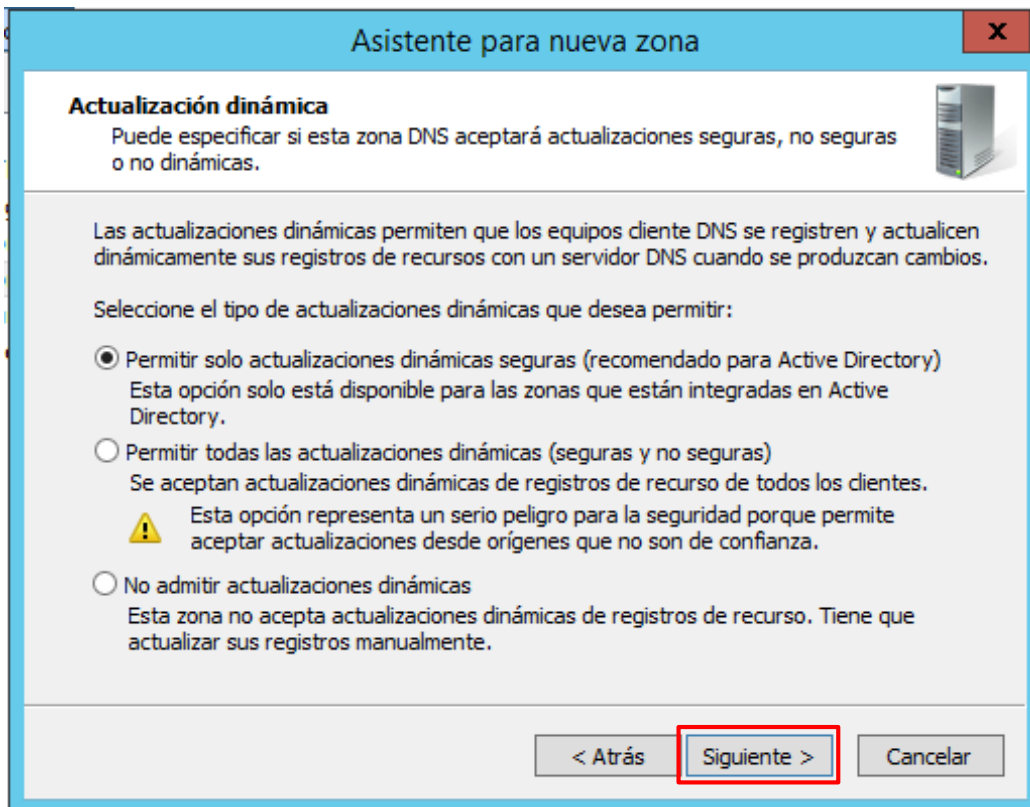 Asistente para nueva zona
x
Actualización dinámica
Puede especificar si esta zona DNS aceptará actualizaciones seguras, no seguras
o no dinámicas.
Las actualizaciones dinámicas permiten que los equipos cliente DNS se registren y actualicen
dinámicamente sus registros de recursos con un servidor DNS cuando se produzcan cambios.
Seleccione el tipo de actualizaciones dinámicas que desea permitir:
Permitir solo actualizaciones dinámicas seguras (recomendado para Active Directory)
Esta opción solo está disponible para las zonas que están integradas en Active
Directory.
Permitir todas las actualizaciones dinámicas (seguras y no seguras)
Se aceptan actualizaciones dinámicas de registros de recurso de todos los clientes.
Esta opción representa un serio peligro para la seguridad porque permite
aceptar actualizaciones desde orígenes que no son de confianza.
No admitir actualizaciones dinámicas
Esta zona no acepta actualizaciones dinámicas de registros de recurso. Tiene que
actualizar sus registros manualmente.
< Atrás
Siguiente >
Cancelar